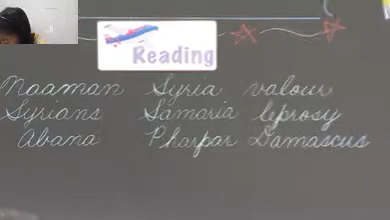 Reading
Naaman Syria valour
Syrians Samaria leprosy
Abana Pharpar Damascus